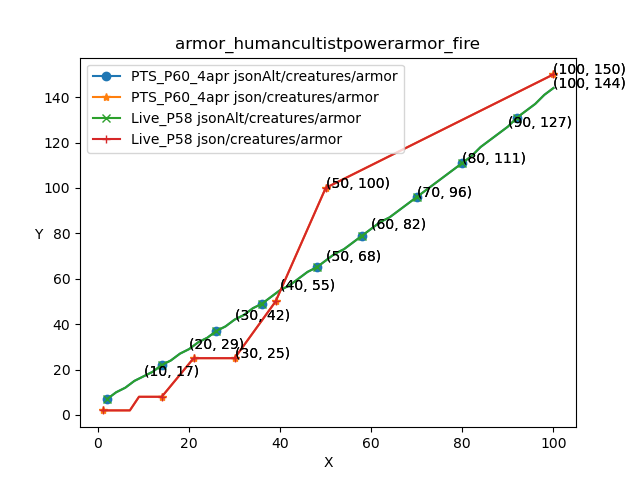 armor_humancultistpowerarmor_fire
PTS_P60_4apr jsonAlt/creatures/armor
PTS_P60_4apr json/creatures/armor
Live_P58 jsonAlt/creatures/armor
Live_P58 json/creatures/armor
(100, 150)
(100, 144)
(90, 127)
(80, 111)
(50, 100)
(70, 96)
(60, 82)
(50, 68)
(40, 55)
(30, 42)
(20, 29)
(30, 25)
(10, 17)
140
120
100
80
60
40
20
0
Y
0 20 40 60 80 100
X